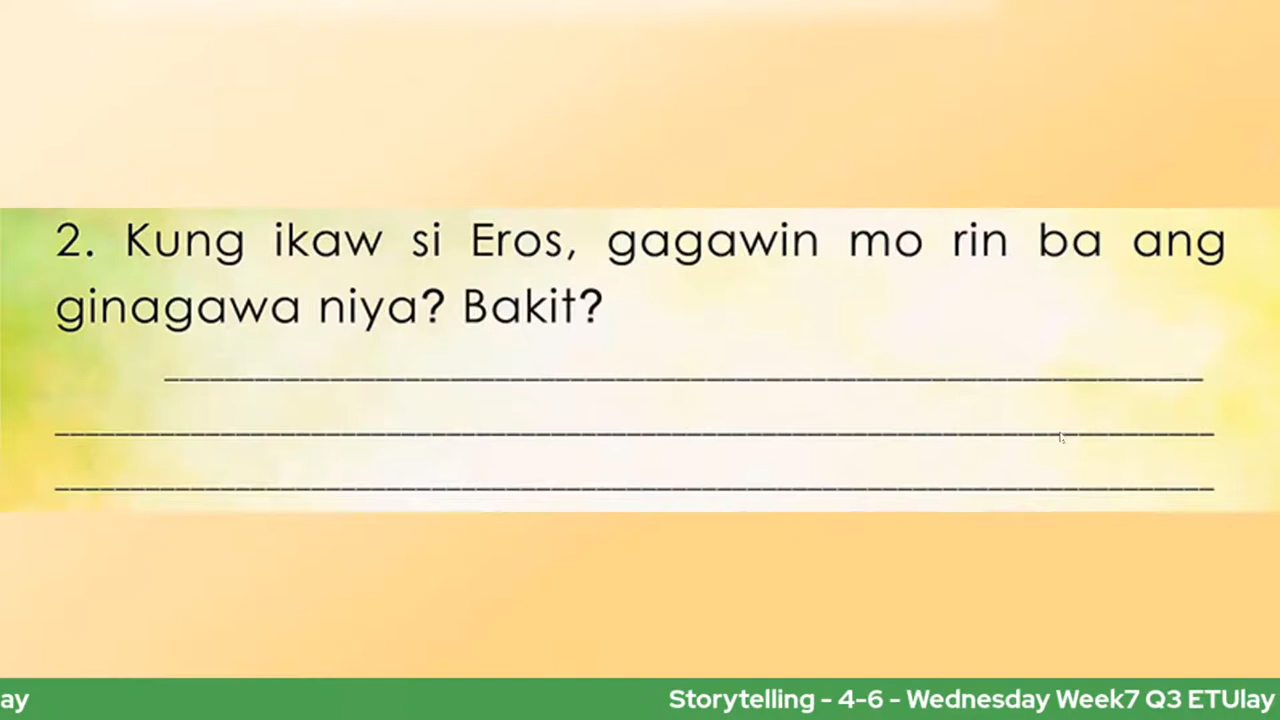 2. Kung ikaw si Eros, gagawin mo rin ba ang
ginagawa niya? Bakit?
ay
Storytelling - 4-6 - Wednesday Week7 Q3 ETUlay